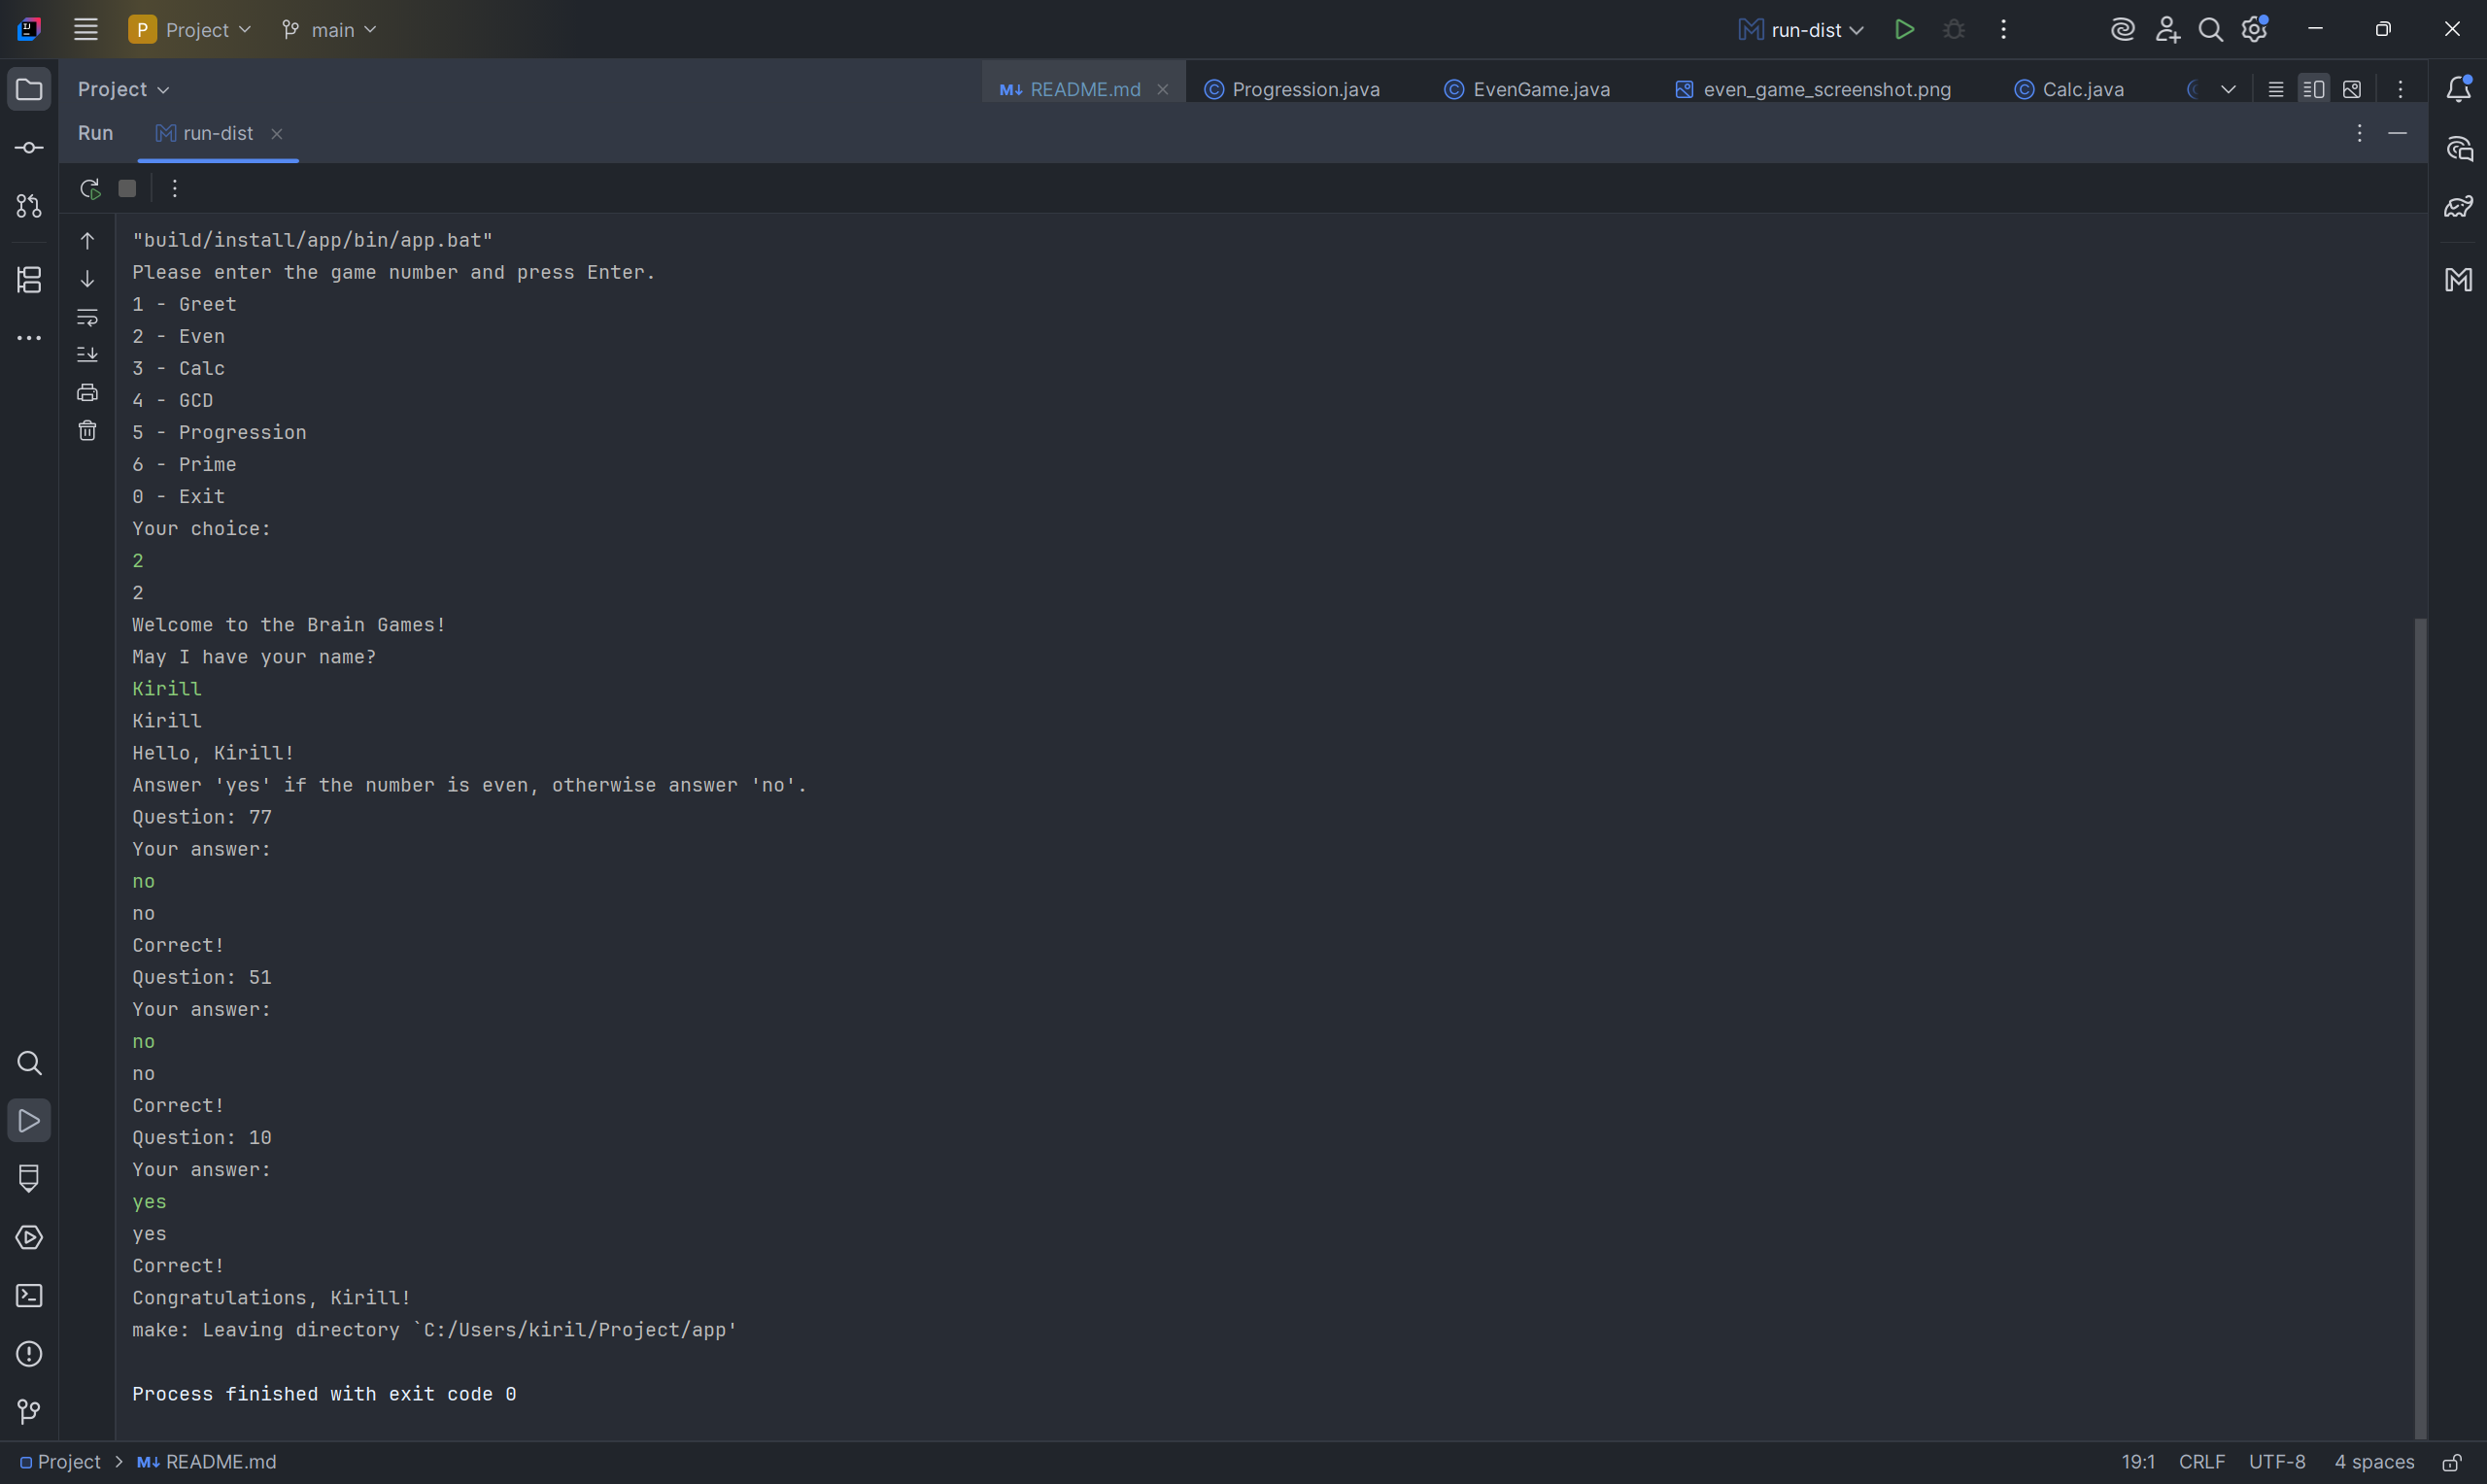 P Project main run-dist
Project README.md Progression.java EvenGame.java even_game_screenshot.png Calc.java
Run run-dist
"build/install/app/bin/app.bat"
Please enter the game number and press Enter.
1 - Greet
2 - Even
3 - Calc
4 - GCD
5 - Progression
6 - Prime
0 - Exit
Your choice:
2
2
Welcome to the Brain Games!
May I have your name?
Kirill
Kirill
Hello, Kirill!
Answer 'yes' if the number is even, otherwise answer 'no'.
Question: 77
Your answer:
no
no
Correct!
Question: 51
Your answer:
no
no
Correct!
Question: 10
Your answer:
yes
yes
Correct!
Congratulations, Kirill!
make: Leaving directory `C:/Users/kiril/Project/app'
Process finished with exit code 0
Project > README.md 19:1 CRLF UTF-8 4 spaces